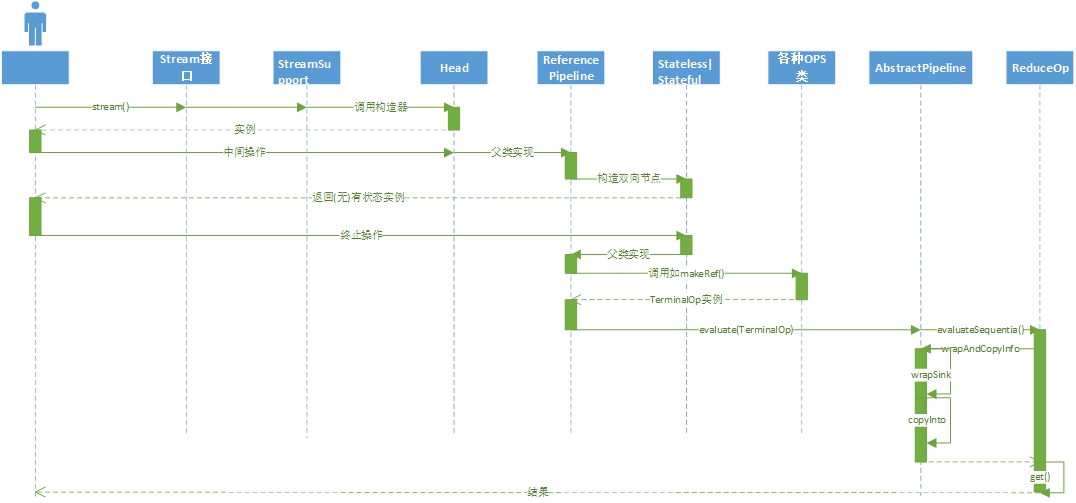 Stream接
口
StreamSu
pport
Head
Reference
Pipeline
Stateless|
Stateful
各种OPS
类
AbstractPipeline
ReduceOp
stream()
调用构造器
实例
中间操作
父类实现
构造双向节点
返回(无)有状态实例
终止操作
父类实现
调用如makeRef()
TerminalOp实例
evaluate(TerminalOp)
evaluateSequentia()
wrapAndCopyInfo
wrapSink
copyInto
get()
结果